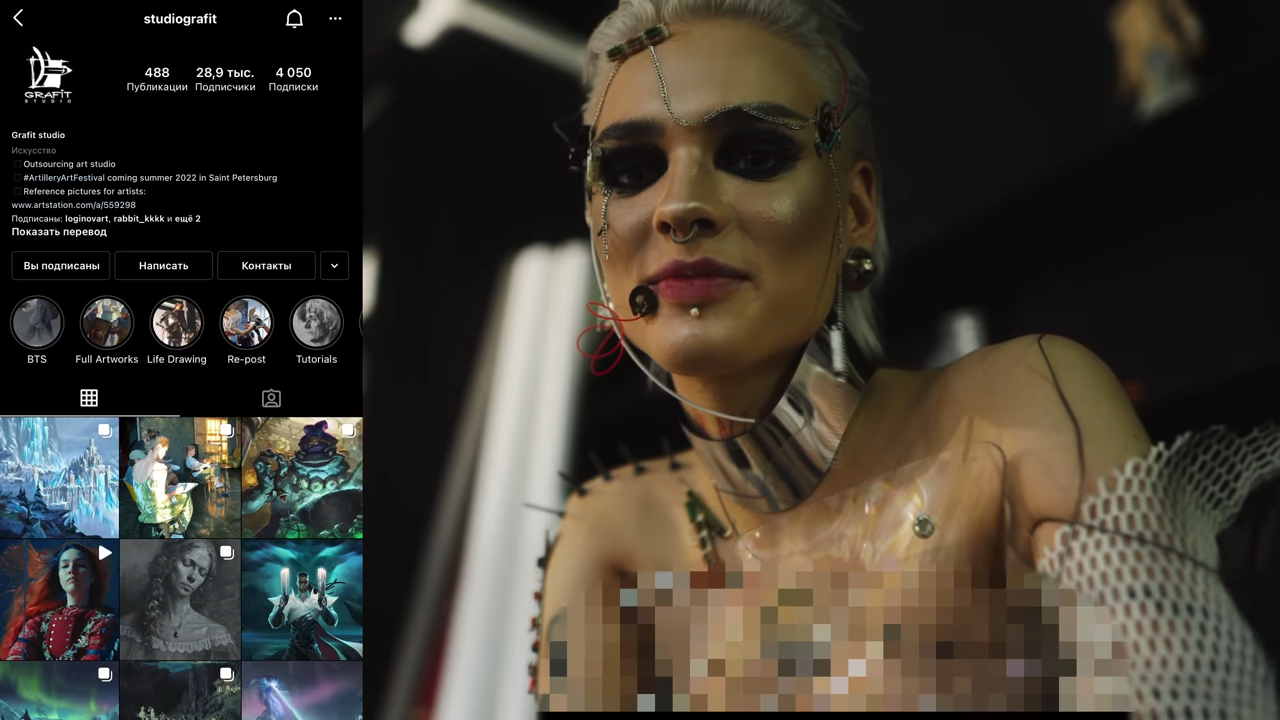 studiografit
GRAFIT
STUDIO
488
Публикации
28,9 тыс.
Подписчики
4 050
Подписки
Grafit studio
Искусство
Outsourcing art studio
#ArtilleryArtFestival coming summer 2022 in Saint Petersburg
Reference pictures for artists:
www.artstation.com/a/559298
Подписаны: loginovart, rabbit_kkkk и ещё 2
Показать перевод
Вы подписаны
Написать
Контакты
BTS
Full Artworks
Life Drawing
Re-post
Tutorials